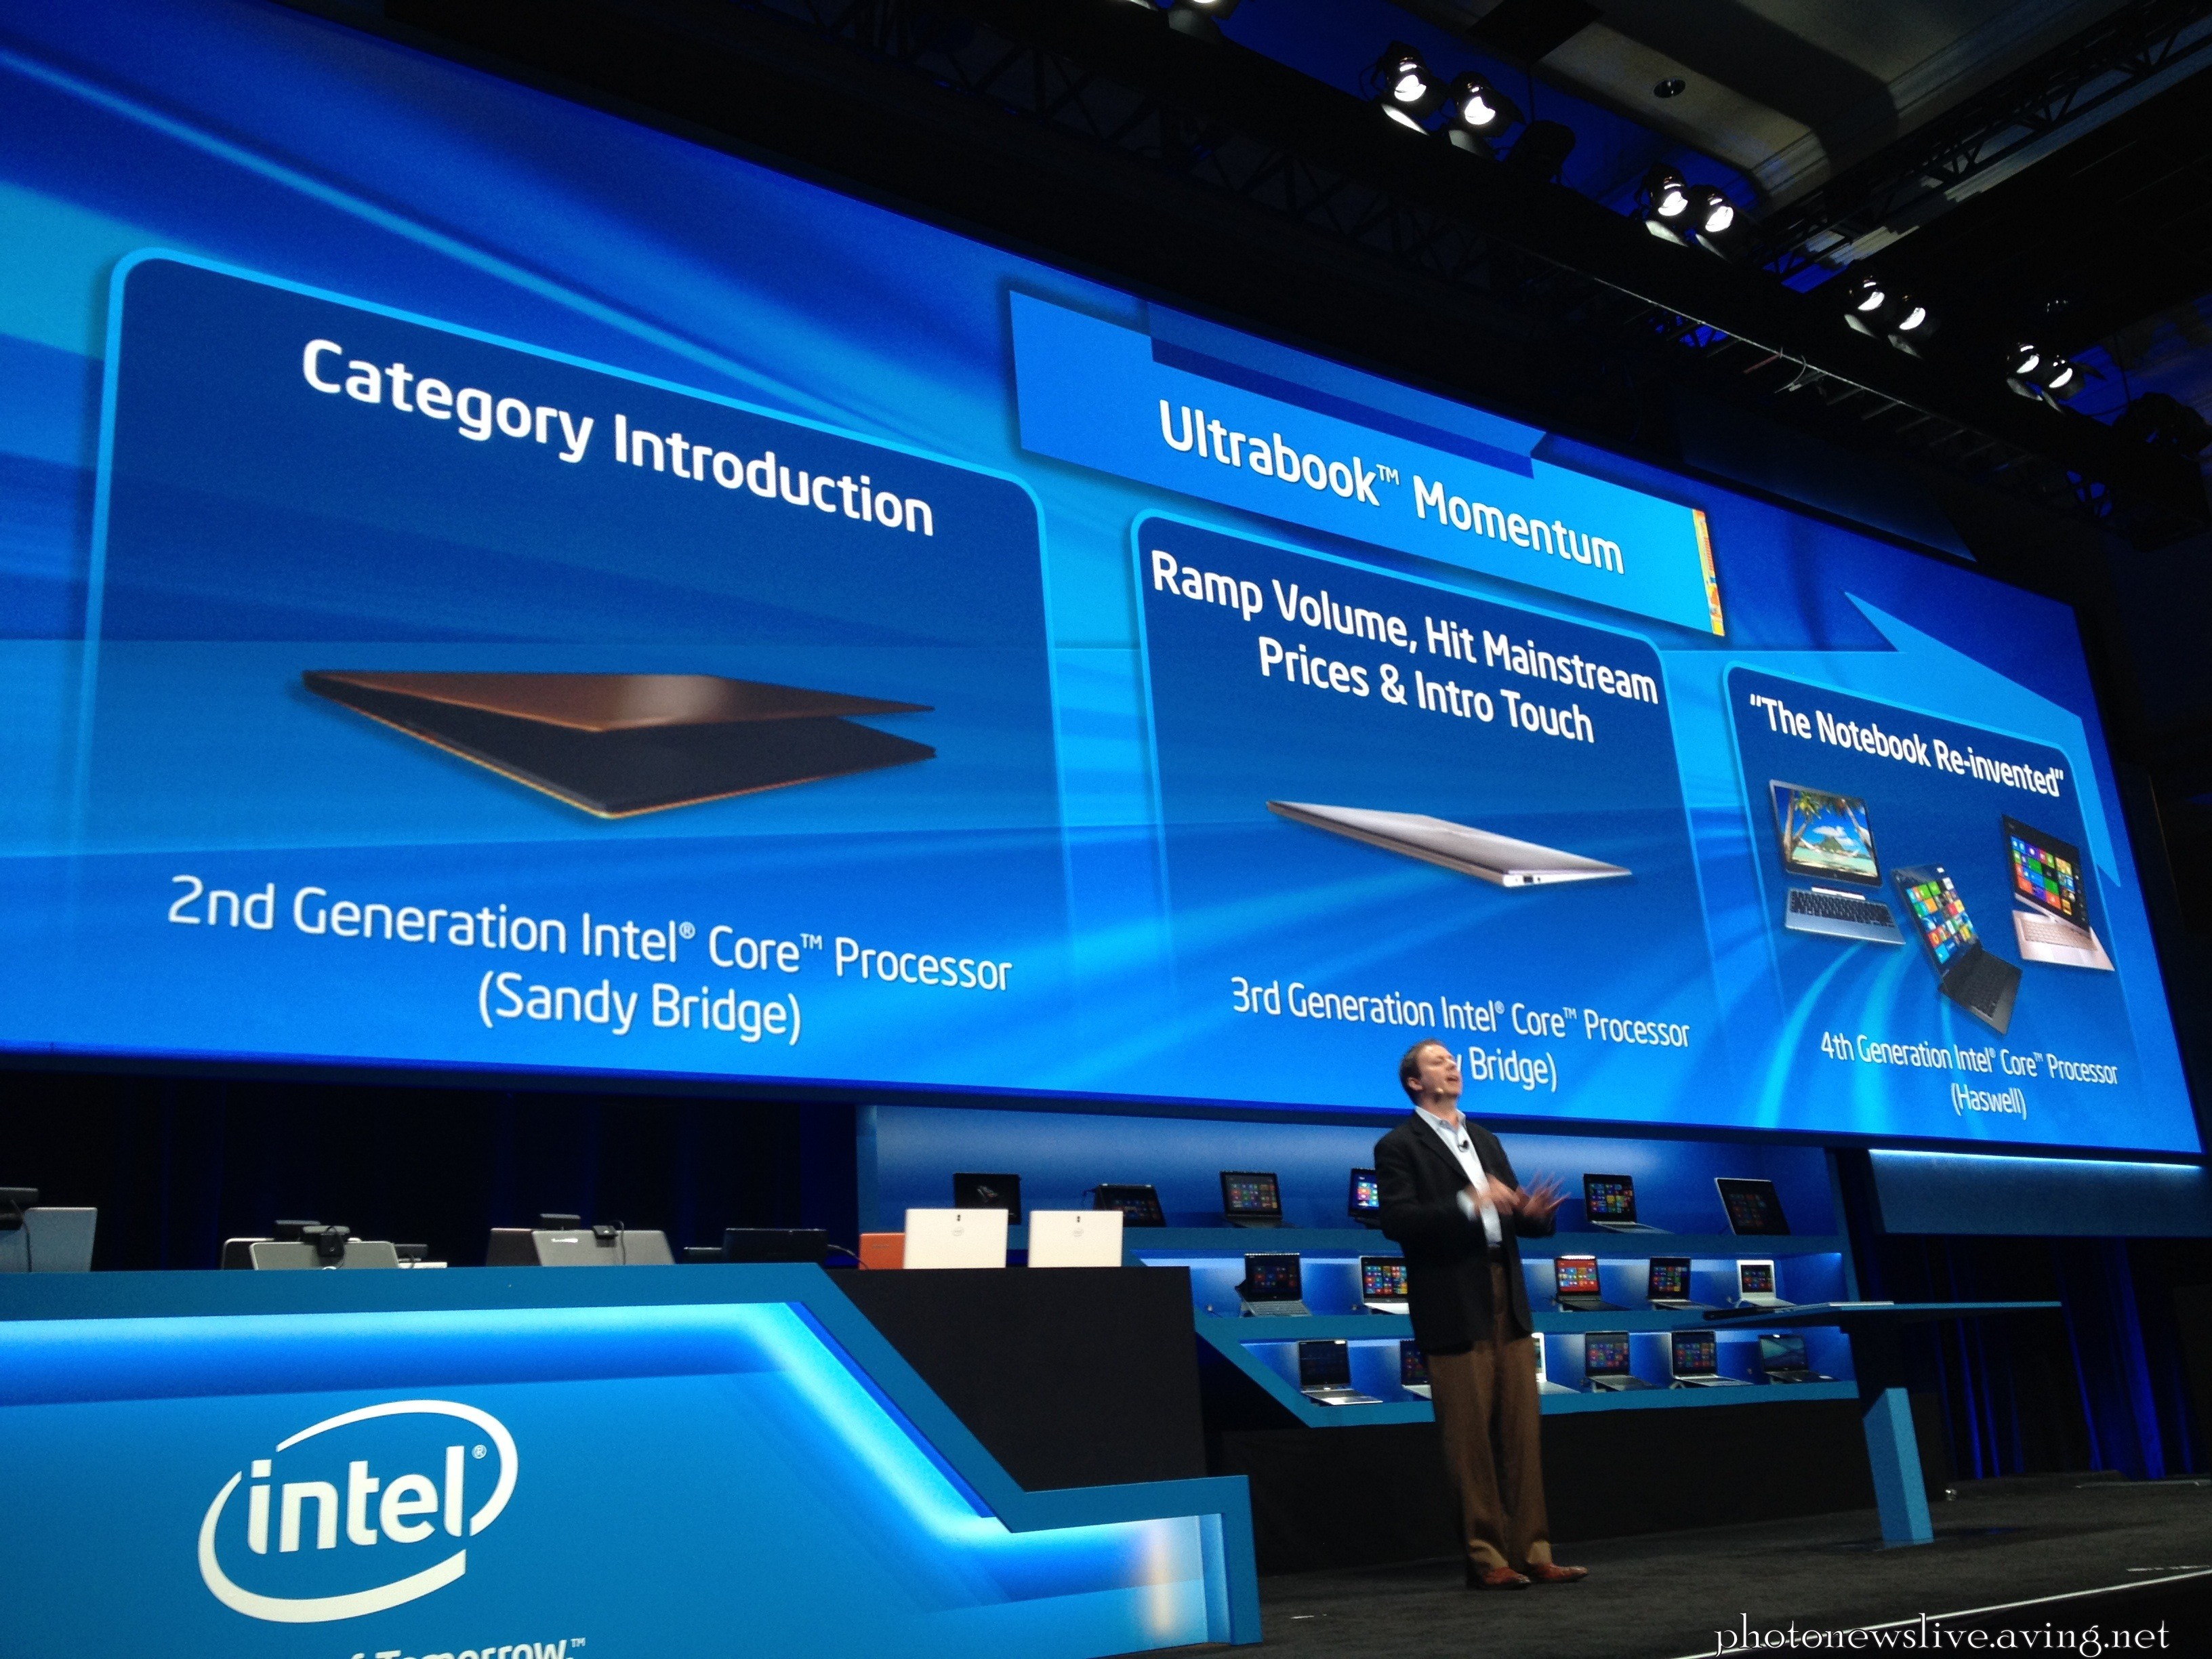 Category Introduction
2nd Generation Intel® Core™ Processor
(Sandy Bridge)
Ultrabook™ Momentum
Ramp Volume, Hit Mainstream
Prices & Intro Touch
3rd Generation Intel® Core™ Processor
Bridge)
"The Notebook Re-invented"
4th Generation Intel® Core™ Processor
(Haswell)
intel®
Tomorrow.™
photonewslive.aving.net